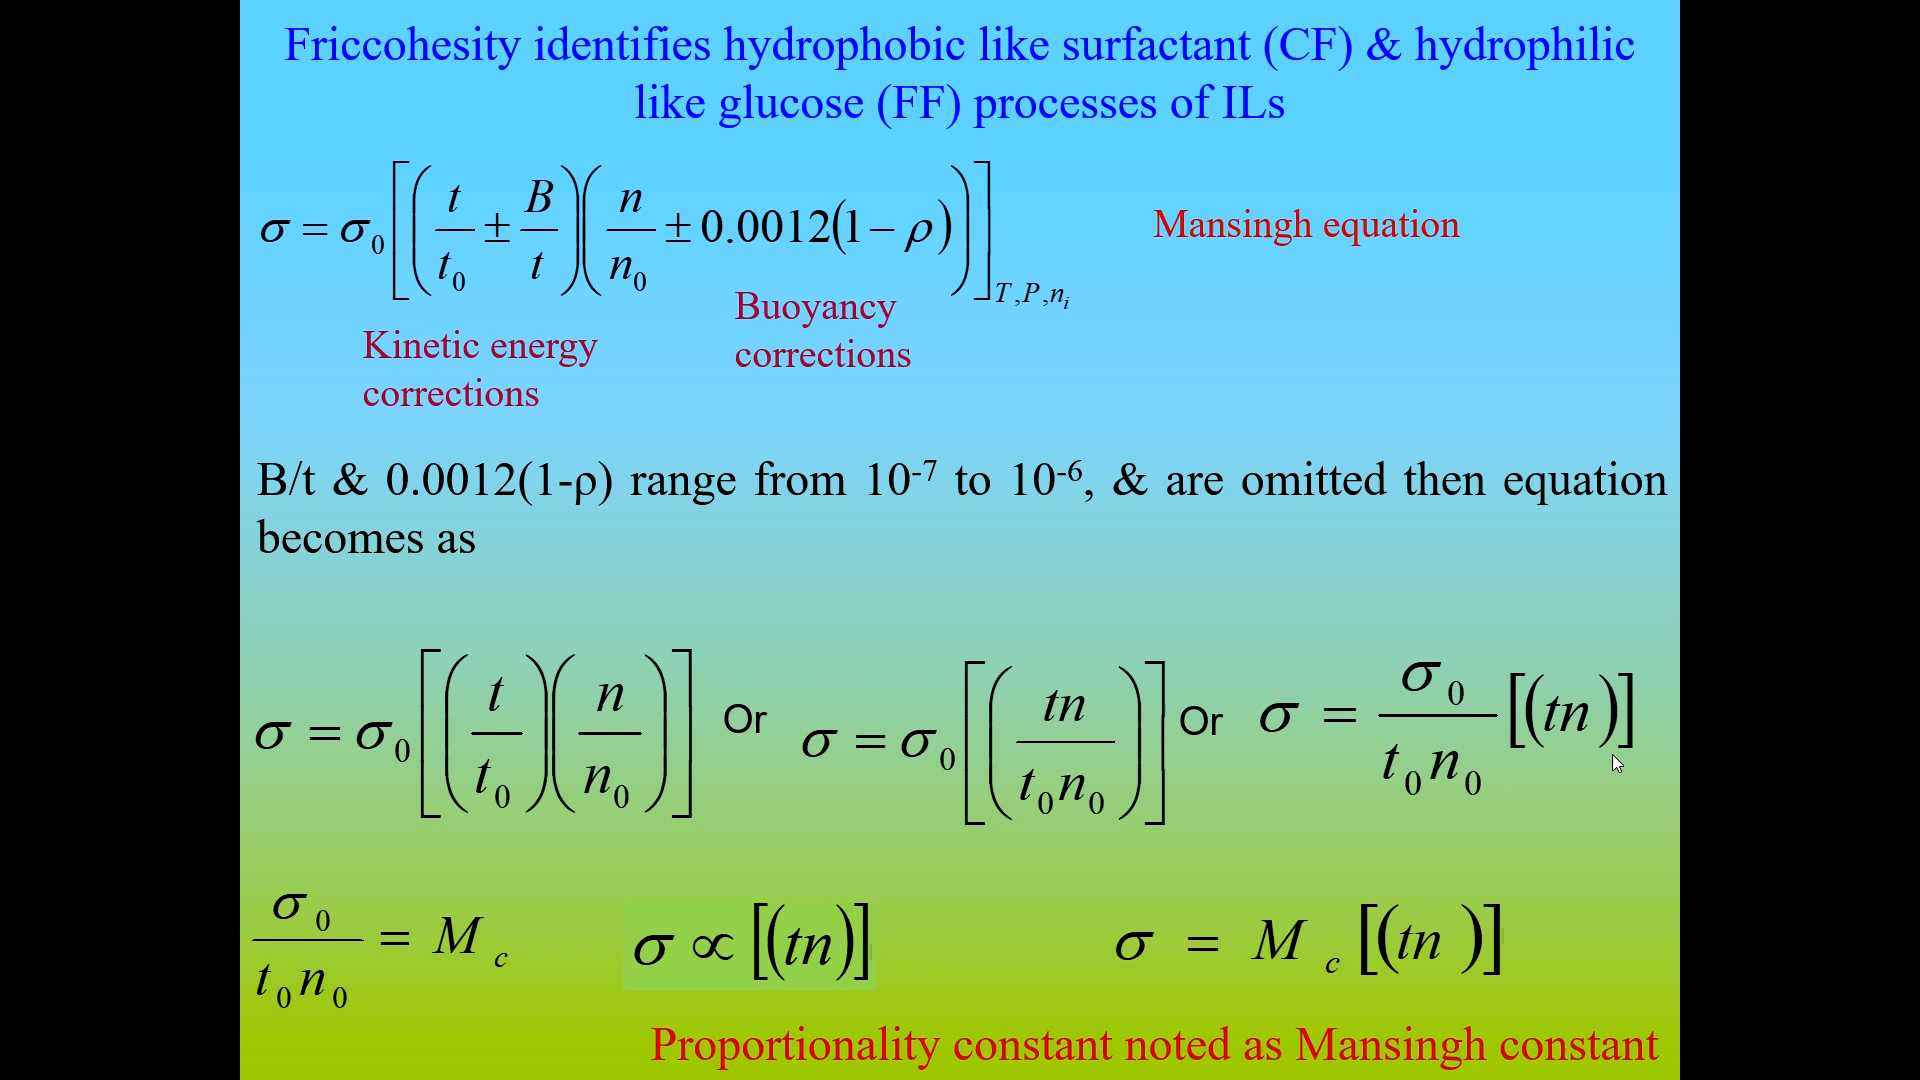 Friccohesity identifies hydrophobic like surfactant (CF) & hydrophilic
like glucose (FF) processes of ILs
σ = σ₀[(t/t₀ ± B/t)(n/n₀ ± 0.0012(1 − ρ))]T,P,nᵢ
Mansingh equation
Kinetic energy
corrections
Buoyancy
corrections
B/t & 0.0012(1-ρ) range from 10⁻⁷ to 10⁻⁶, & are omitted then equation
becomes as
σ = σ₀[(t/t₀)(n/n₀)] Or σ = σ₀[(tn/t₀n₀)] Or σ = σ₀/t₀n₀ [(tn)]
σ₀/t₀n₀ = M꜀
σ ∝ [(tn)]
σ = M꜀ [(tn)]
Proportionality constant noted as Mansingh constant